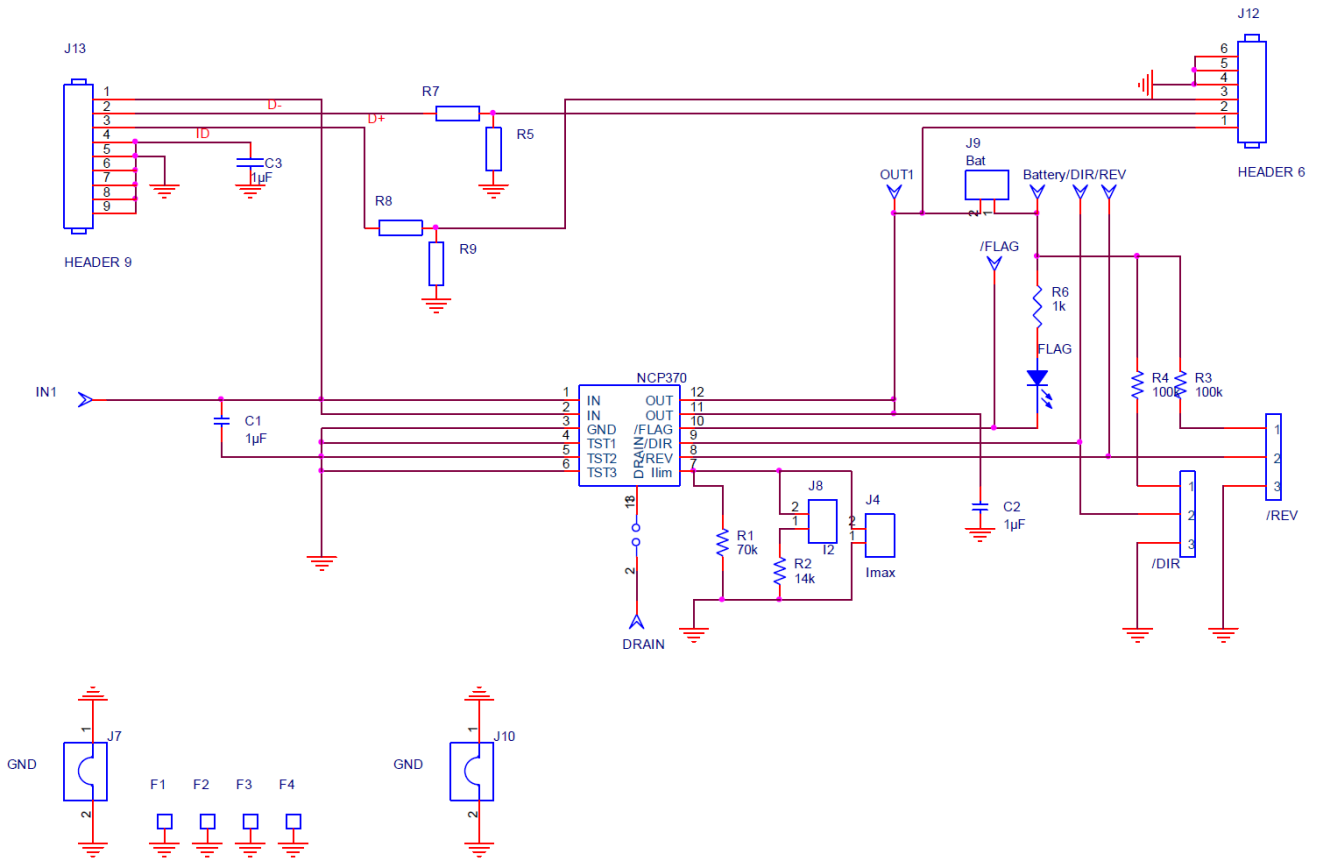 J12
J13
6
5
4
3
2
1
HEADER 6
1
2
3
4
5
6
7
8
9
D-
D+
ID
HEADER 9
R7
R5
C3
1µF
R8
R9
J9
Bat
2
1
OUT1
Battery/DIR/REV
/FLAG
R6
1k
FLAG
R4
100k
R3
100k
IN1
C1
1µF
NCP370
1
2
3
4
5
6
IN
IN
GND
TST1
TST2
TST3
OUT
OUT
/FLAG
/DIR
/REV
Ilim
DRAIN
12
11
10
9
8
7
2
DRAIN
R1
70k
J8
2
1
I2
R2
14k
J4
2
1
Imax
C2
1µF
1
2
3
/DIR
1
2
3
/REV
GND
1
J7
2
F1
F2
F3
F4
GND
1
J10
2